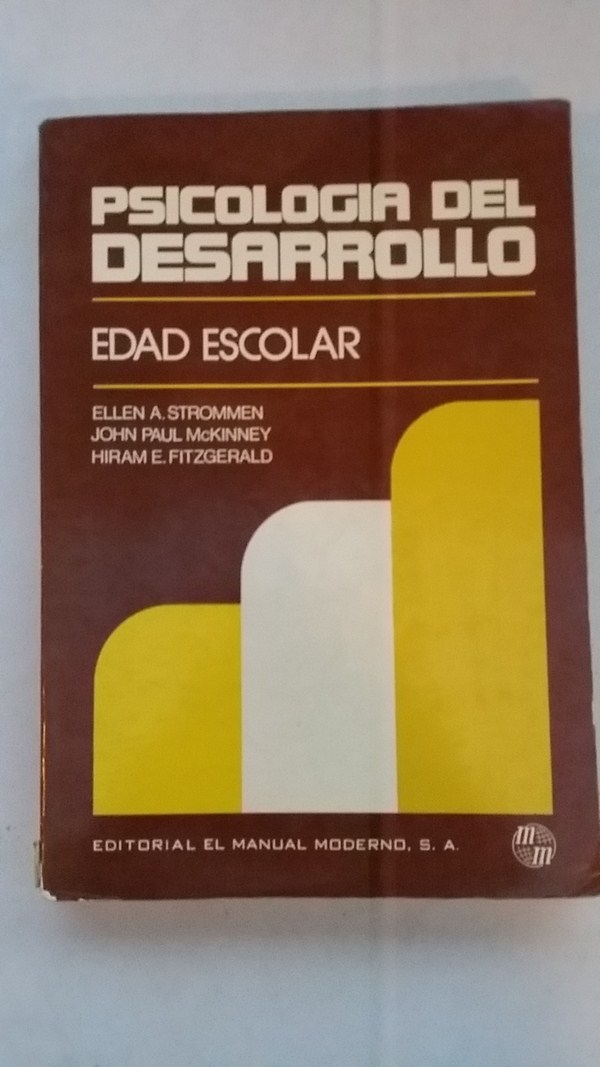 PSICOLOGIA DEL
DESARROLLO
EDAD ESCOLAR
ELLEN A. STROMMEN
JOHN PAUL McKINNEY
HIRAM E. FITZGERALD
EDITORIAL EL MANUAL MODERNO, S. A.
m
m